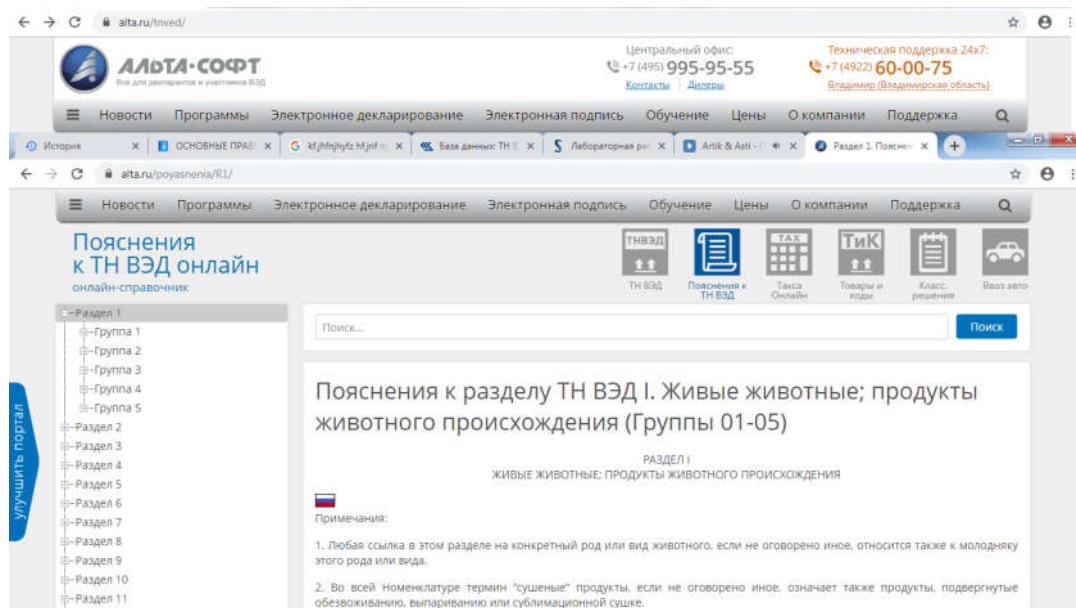 alta.ru/tnved/
АЛЬТА·СОФТ
Все для декларантов и участников ВЭД
Центральный офис:
+7 (495) 995-95-55
Контакты Дилеры
Техническая поддержка 24x7:
+7 (4922) 60-00-75
Владимир (Владимирская область)
Новости Программы Электронное декларирование Электронная подпись Обучение Цены О компании Поддержка
История ОСНОВНЫЕ ПРАВ База данных: ТН Лабораторная ра Artik & Asti - Раздел 1. Поясне
alta.ru/poyasnenia/R1/
Новости Программы Электронное декларирование Электронная подпись Обучение Цены О компании Поддержка
Пояснения
к ТН ВЭД онлайн
онлайн-справочник
ТНВЭД TAX ТиК
ТН ВЭД Пояснения к ТН ВЭД Такса Онлайн Товары и коды Класс. решения Ввоз авто
Раздел 1
Группа 1
Группа 2
Группа 3
Группа 4
Группа 5
Раздел 2
Раздел 3
Раздел 4
Раздел 5
Раздел 6
Раздел 7
Раздел 8
Раздел 9
Раздел 10
Раздел 11
улучшить портал
Поиск... Поиск
Пояснения к разделу ТН ВЭД I. Живые животные; продукты
животного происхождения (Группы 01-05)
РАЗДЕЛ I
ЖИВЫЕ ЖИВОТНЫЕ; ПРОДУКТЫ ЖИВОТНОГО ПРОИСХОЖДЕНИЯ
Примечания:
1. Любая ссылка в этом разделе на конкретный род или вид животного, если не оговорено иное, относится также к молодняку
этого рода или вида.
2. Во всей Номенклатуре термин "сушеные" продукты, если не оговорено иное, означает также продукты, подвергнутые
обезвоживанию, выпариванию или сублимационной сушке.